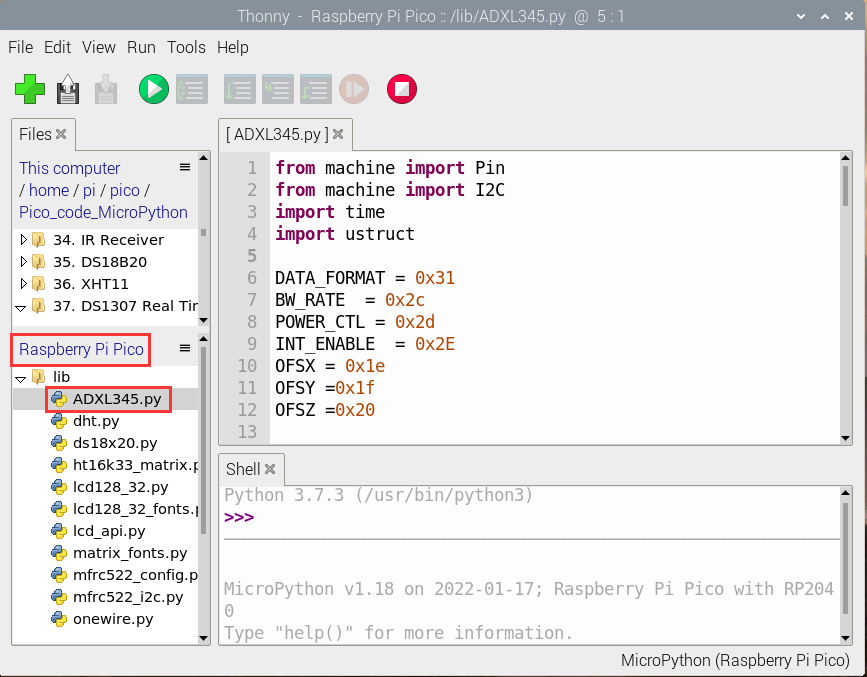 Thonny - Raspberry Pi Pico :: /lib/ADXL345.py @ 5 : 1
File Edit View Run Tools Help
Files
This computer
/ home / pi / pico /
Pico_code_MicroPython
34. IR Receiver
35. DS18B20
36. XHT11
37. DS1307 Real Tir
Raspberry Pi Pico
lib
ADXL345.py
dht.py
ds18x20.py
ht16k33_matrix.p
lcd128_32.py
lcd128_32_fonts.p
lcd_api.py
matrix_fonts.py
mfrc522_config.p
mfrc522_i2c.py
onewire.py
[ ADXL345.py ]
1 from machine import Pin
2 from machine import I2C
3 import time
4 import ustruct
5
6 DATA_FORMAT = 0x31
7 BW_RATE  = 0x2c
8 POWER_CTL = 0x2d
9 INT_ENABLE  = 0x2E
10 OFSX = 0x1e
11 OFSY =0x1f
12 OFSZ =0x20
13
Shell
Python 3.7.3 (/usr/bin/python3)
>>>
MicroPython v1.18 on 2022-01-17; Raspberry Pi Pico with RP204
0
Type "help()" for more information.
MicroPython (Raspberry Pi Pico)